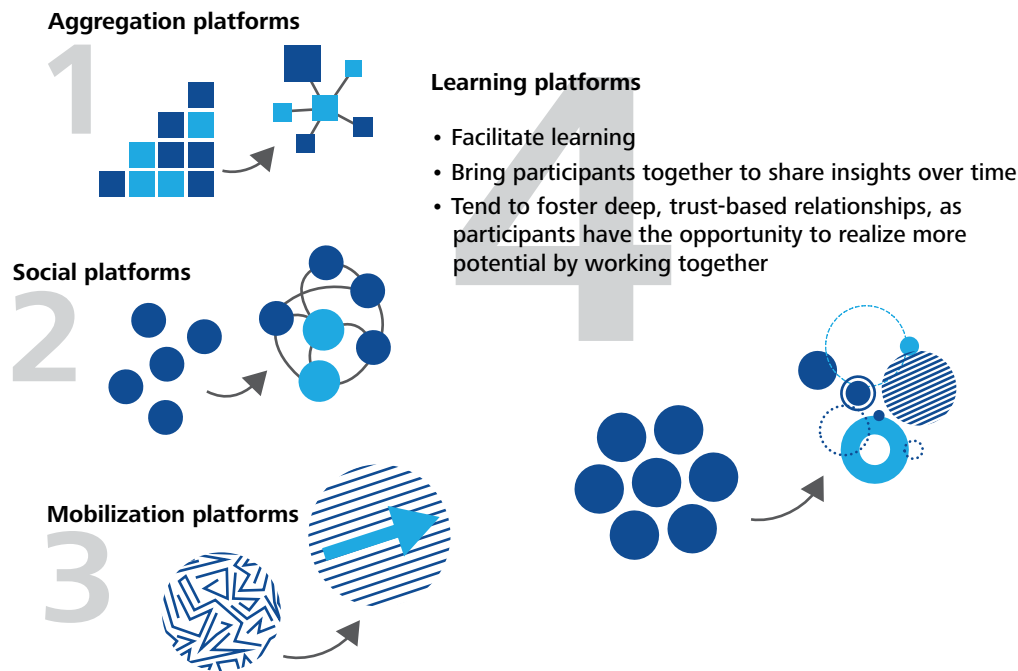 Aggregation platforms
1
Social platforms
2
Mobilization platforms
3
Learning platforms
4
• Facilitate learning
• Bring participants together to share insights over time
• Tend to foster deep, trust-based relationships, as
participants have the opportunity to realize more
potential by working together